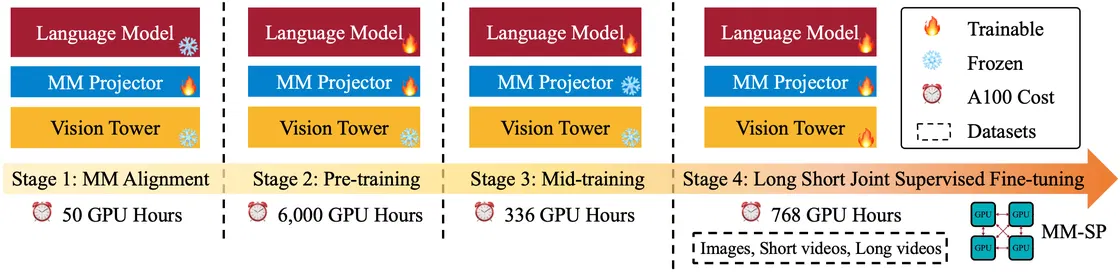 Language Model
MM Projector
Vision Tower
Stage 1: MM Alignment
50 GPU Hours
Language Model
MM Projector
Vision Tower
Stage 2: Pre-training
6,000 GPU Hours
Language Model
MM Projector
Vision Tower
Stage 3: Mid-training
336 GPU Hours
Language Model
MM Projector
Vision Tower
Stage 4: Long Short Joint Supervised Fine-tuning
768 GPU Hours
Images, Short videos, Long videos
GPU GPU
GPU GPU
MM-SP
Trainable
Frozen
A100 Cost
Datasets